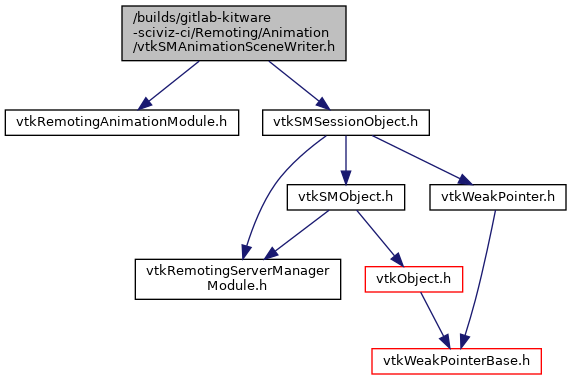 /builds/gitlab-kitware
-sciviz-ci/Remoting/Animation
/vtkSMAnimationSceneWriter.h
vtkRemotingAnimationModule.h
vtkSMSessionObject.h
vtkSMObject.h
vtkWeakPointer.h
vtkRemotingServerManager
Module.h
vtkObject.h
vtkWeakPointerBase.h